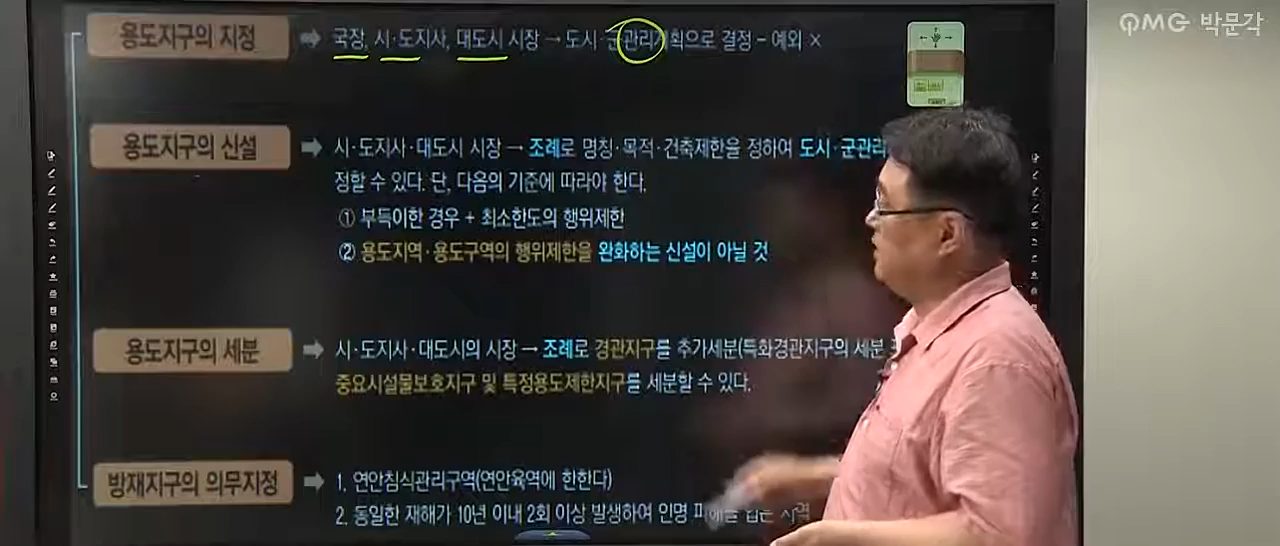 QMG 박문각
용도지구의 지정
국장, 시·도지사, 대도시 시장 → 도시·군관리계획으로 결정 - 예외 ×
용도지구의 신설
시·도지사·대도시 시장 → 조례로 명칭·목적·건축제한을 정하여 도시·군관리
정할 수 있다. 단, 다음의 기준에 따라야 한다.
① 부득이한 경우 + 최소한도의 행위제한
② 용도지역·용도구역의 행위제한을 완화하는 신설이 아닐 것
용도지구의 세분
시·도지사·대도시의 시장 → 조례로 경관지구를 추가세분(특화경관지구의 세분
중요시설물보호지구 및 특정용도제한지구를 세분할 수 있다.
방재지구의 의무지정
1. 연안침식관리구역(연안육역에 한한다)
2. 동일한 재해가 10년 이내 2회 이상 발생하여 인명 피해를 입은 지역